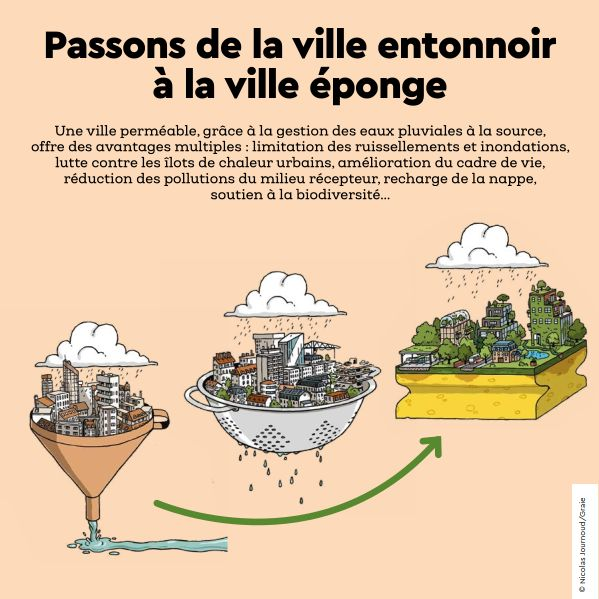 Passons de la ville entonnoir
à la ville éponge
Une ville perméable, grâce à la gestion des eaux pluviales à la source,
offre des avantages multiples : limitation des ruissellements et inondations,
lutte contre les îlots de chaleur urbains, amélioration du cadre de vie,
réduction des pollutions du milieu récepteur, recharge de la nappe,
soutien à la biodiversité...
© Nicolas Journoud/Graie